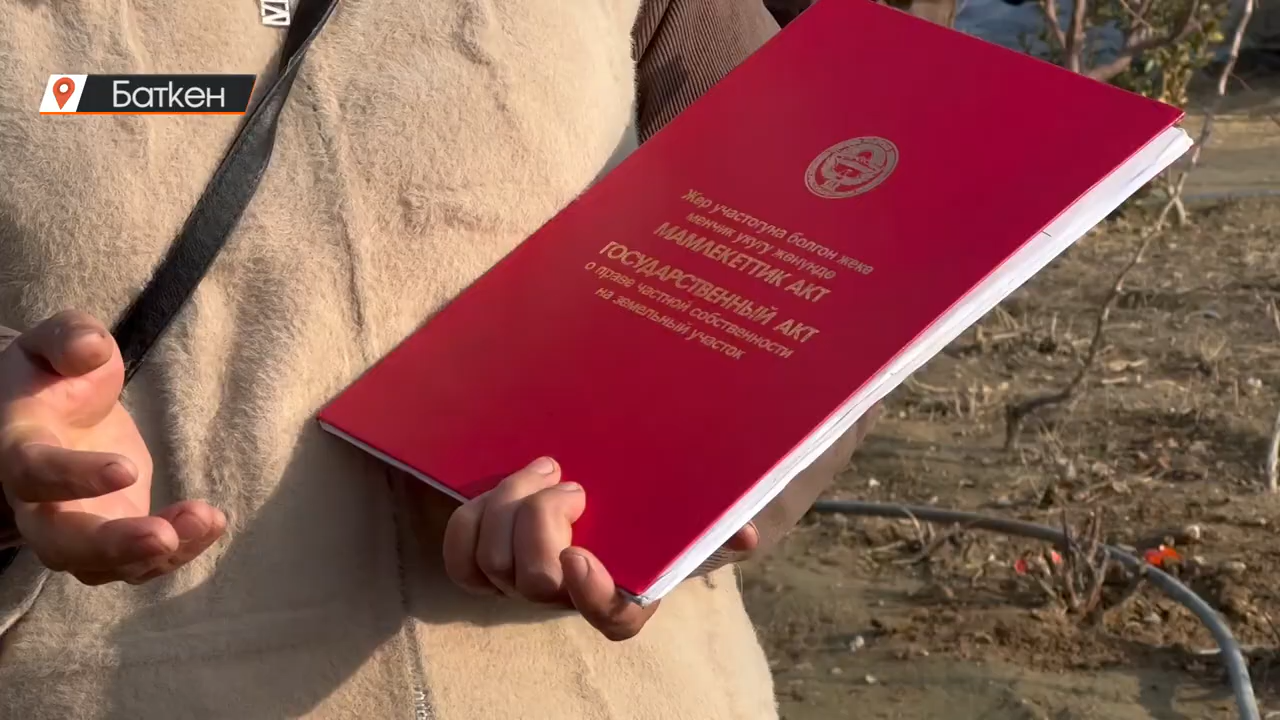 Баткен
Жер участогуна болгон жеке
менчик укугу жөнүндө
МАМЛЕКЕТТИК АКТ
ГОСУДАРСТВЕННЫЙ АКТ
о праве частной собственности
на земельный участок